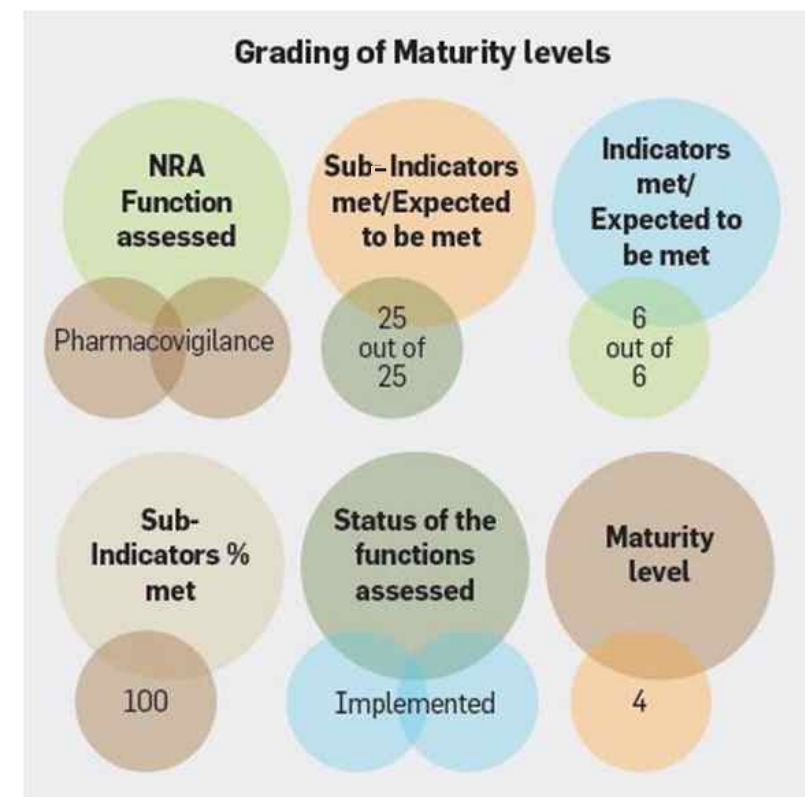 Grading of Maturity levels
NRA
Function
assessed
Pharmacovigilance
Sub-Indicators
met/Expected
to be met
25
out of
25
Indicators
met/
Expected to
be met
6
out of
6
Sub-
Indicators %
met
100
Status of the
functions
assessed
Implemented
Maturity
level
4